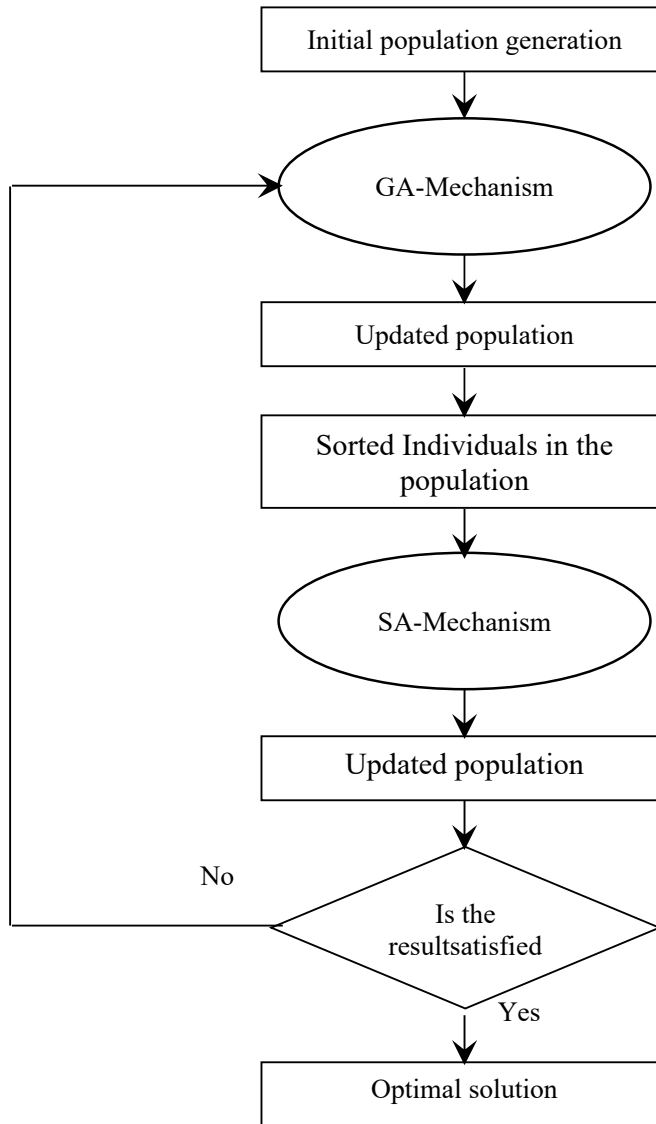 Initial population generation
GA-Mechanism
Updated population
Sorted Individuals in the
population
SA-Mechanism
Updated population
No
Is the
resultsatisfied
Yes
Optimal solution